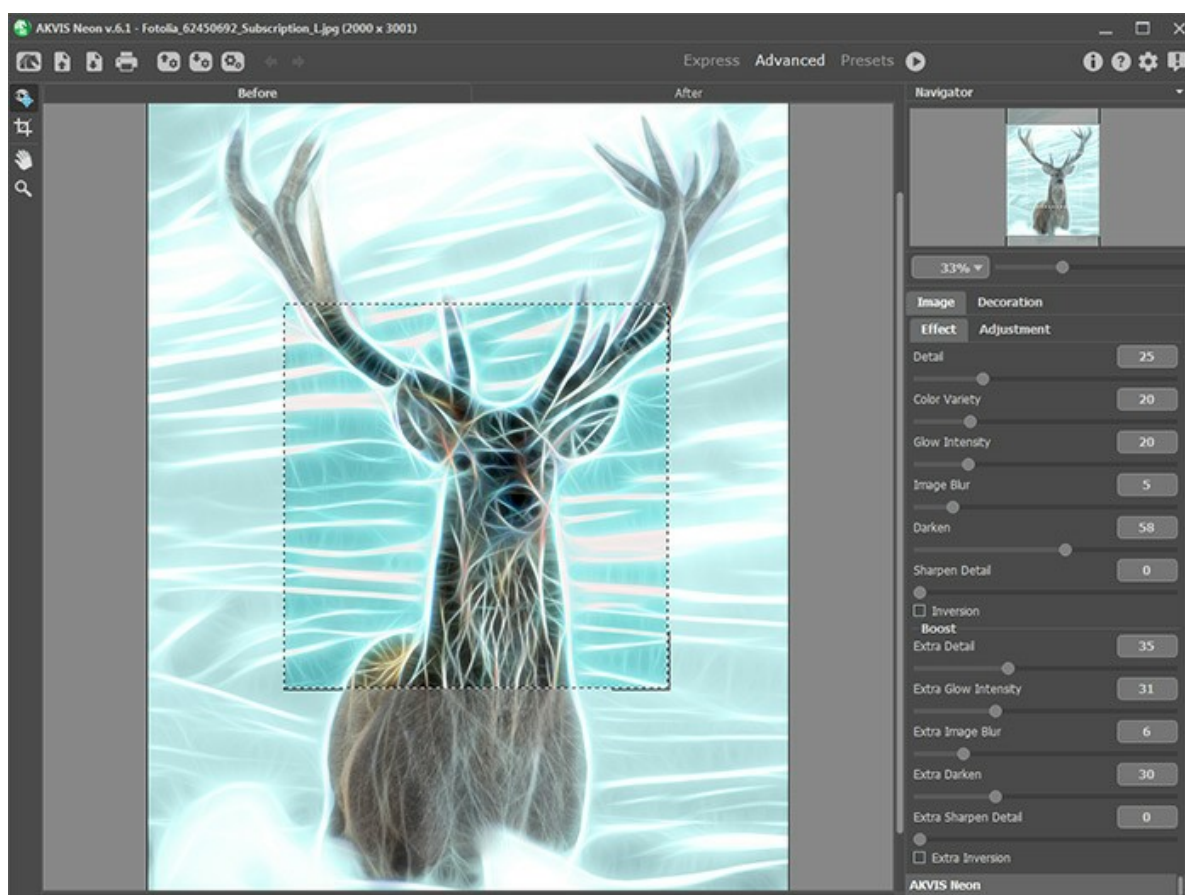 AKVIS Neon v.6.1 - Fotolia_62450692_Subscription_L.jpg (2000 x 3001)
Express Advanced Presets
Before After
Navigator
33%
Image Decoration
Effect Adjustment
Detail 25
Color Variety 20
Glow Intensity 20
Image Blur 5
Darken 58
Sharpen Detail 0
Inversion
Boost
Extra Detail 35
Extra Glow Intensity 31
Extra Image Blur 6
Extra Darken 30
Extra Sharpen Detail 0
Extra Inversion
AKVIS Neon